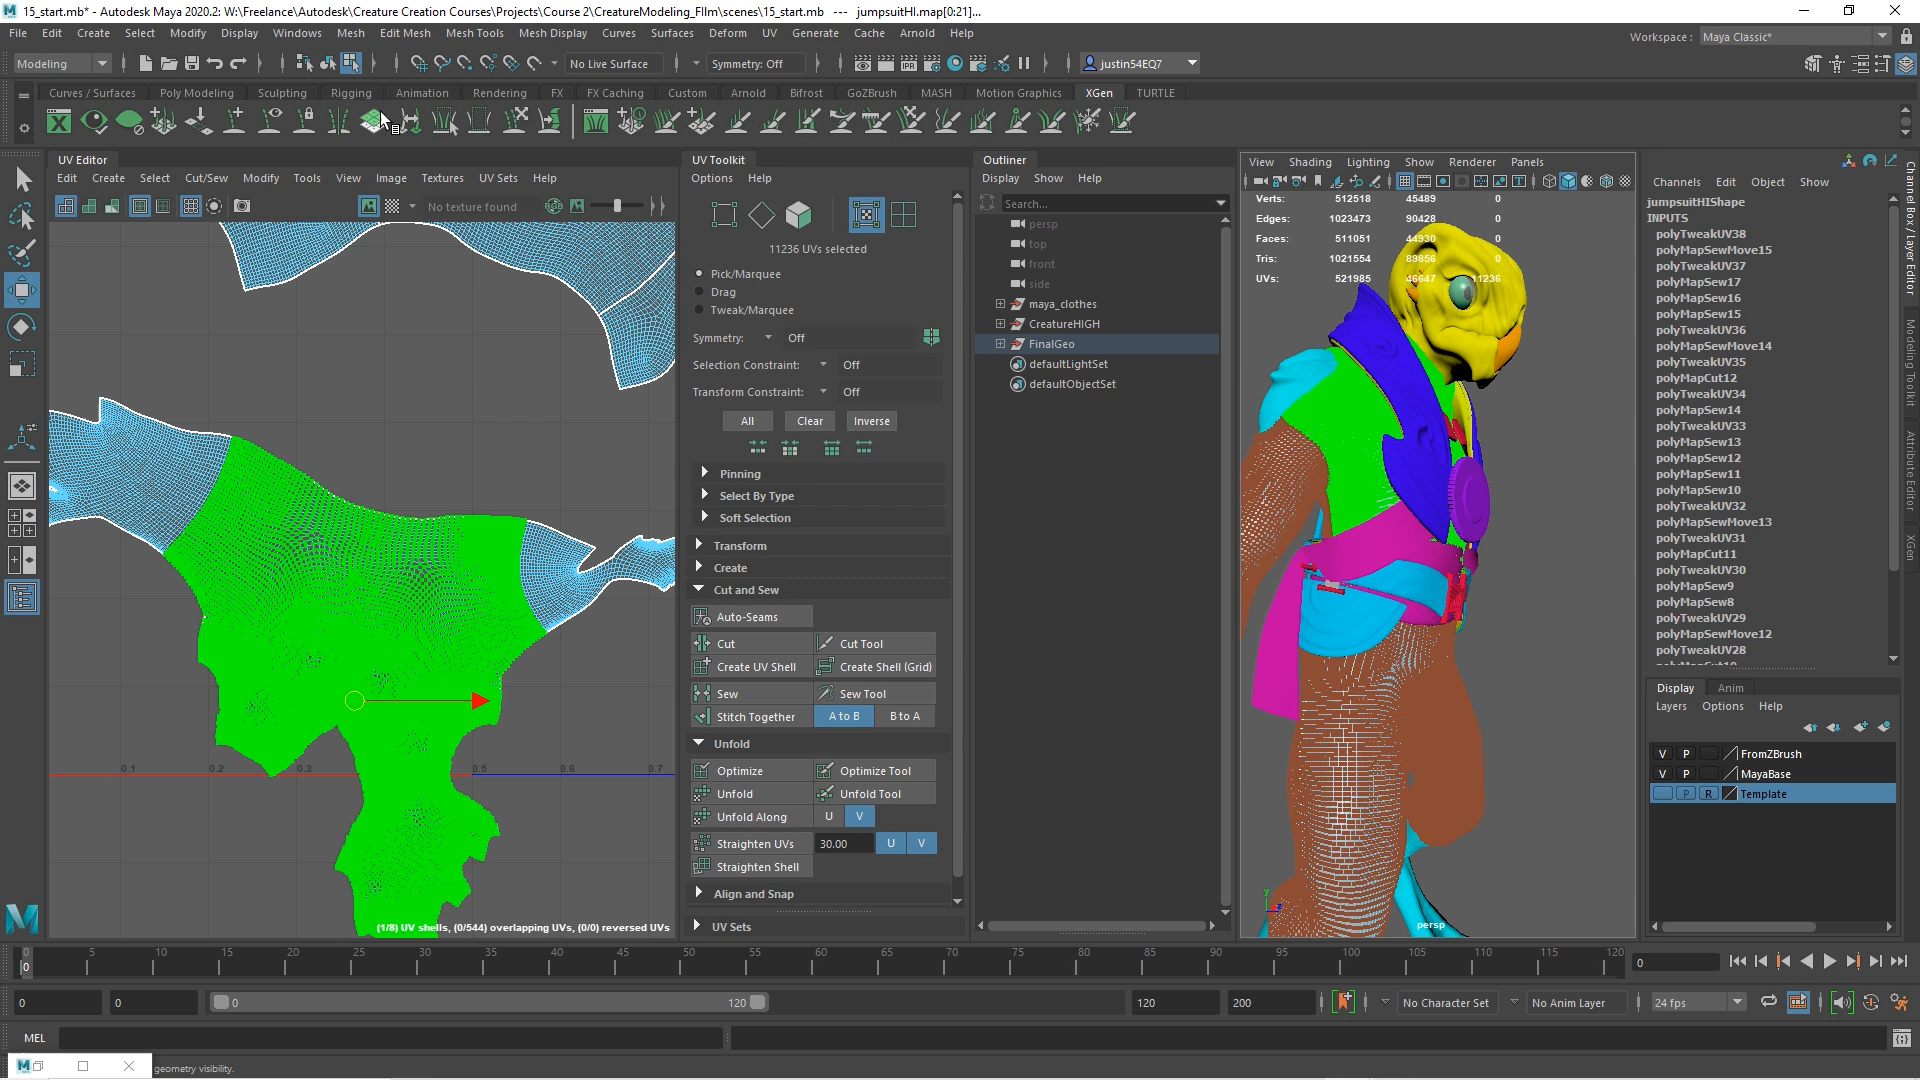 15_start.mb* - Autodesk Maya 2020.2: W:\Freelance\Autodesk\Creature Creation Courses\Projects\Course 2\CreatureModeling_FIlm\scenes\15_start.mb   ---   jumpsuitHI.map[0:21]...
File Edit Create Select Modify Display Windows Mesh Edit Mesh Mesh Tools Mesh Display Curves Surfaces Deform UV Generate Cache Arnold Help
Workspace : Maya Classic*
Modeling No Live Surface Symmetry: Off justin54EQ7
Curves / Surfaces Poly Modeling Sculpting Rigging Animation Rendering FX FX Caching Custom Arnold Bifrost GoZBrush MASH Motion Graphics XGen TURTLE
UV Editor
Edit Create Select Cut/Sew Modify Tools View Image Textures UV Sets Help
No texture found
0.1 0.2 0.3 0.5 0.6 0.7
(1/8) UV shells, (0/544) overlapping UVs, (0/0) reversed UVs
UV Toolkit
Options Help
11236 UVs selected
Pick/Marquee
Drag
Tweak/Marquee
Symmetry: Off
Selection Constraint: Off
Transform Constraint: Off
All Clear Inverse
Pinning
Select By Type
Soft Selection
Transform
Create
Cut and Sew
Auto-Seams
Cut Cut Tool
Create UV Shell Create Shell (Grid)
Sew Sew Tool
Stitch Together A to B B to A
Unfold
Optimize Optimize Tool
Unfold Unfold Tool
Unfold Along U V
Straighten UVs 30.00 U V
Straighten Shell
Align and Snap
UV Sets
Outliner
Display Show Help
Search...
persp
top
front
side
maya_clothes
CreatureHIGH
FinalGeo
defaultLightSet
defaultObjectSet
View Shading Lighting Show Renderer Panels
Verts: 512518 45489 0
Edges: 1023473 90428 0
Faces: 511051 44930 0
Tris: 1021554 89856 0
UVs: 521985 46647 11236
y
z
persp
Channels Edit Object Show
jumpsuitHIShape
INPUTS
polyTweakUV38
polyMapSewMove15
polyTweakUV37
polyMapSew17
polyMapSew16
polyMapSew15
polyTweakUV36
polyMapSewMove14
polyTweakUV35
polyMapCut12
polyTweakUV34
polyMapSew14
polyTweakUV33
polyMapSew13
polyMapSew12
polyMapSew11
polyMapSew10
polyTweakUV32
polyMapSewMove13
polyTweakUV31
polyMapCut11
polyTweakUV30
polyMapSew9
polyMapSew8
polyTweakUV29
polyMapSewMove12
polyTweakUV28
Display Anim
Layers Options Help
V P FromZBrush
V P MayaBase
P R Template
Channel Box / Layer Editor
Modeling Toolkit
Attribute Editor
XGen
0 5 10 15 20 25 30 35 40 45 50 55 60 65 70 75 80 85 90 95 100 105 110 115 120
0
0
0 0 0 120 120 200 No Character Set No Anim Layer 24 fps
MEL
geometry visibility.